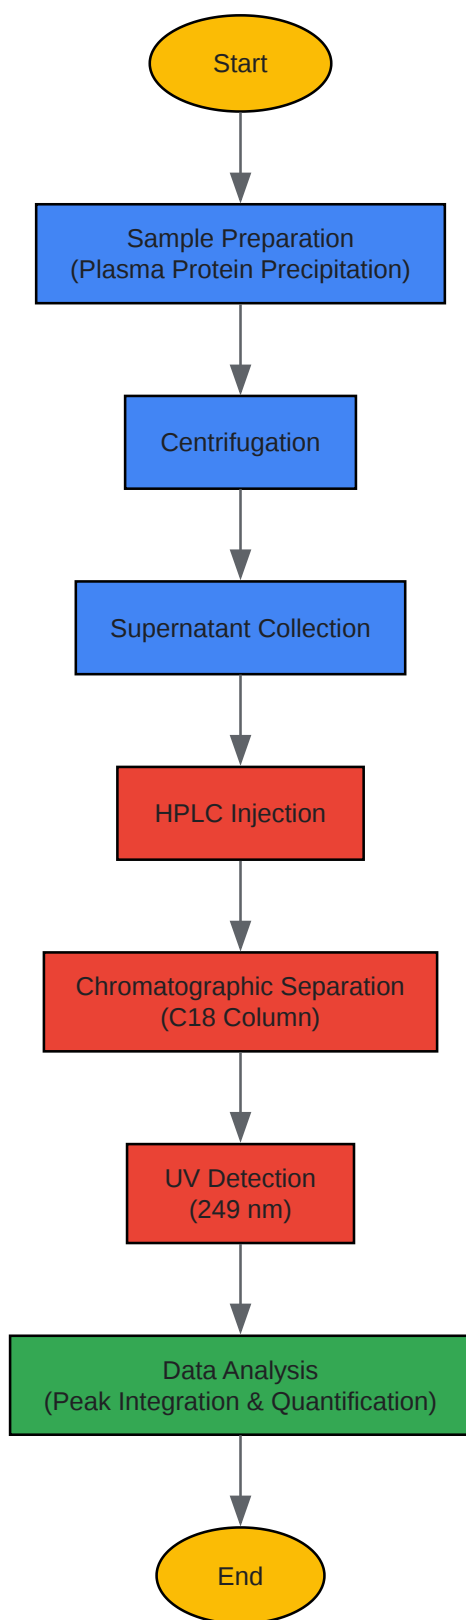 Start
Sample Preparation
(Plasma Protein Precipitation)
Centrifugation
Supernatant Collection
HPLC Injection
Chromatographic Separation
(C18 Column)
UV Detection
(249 nm)
Data Analysis
(Peak Integration & Quantification)
End